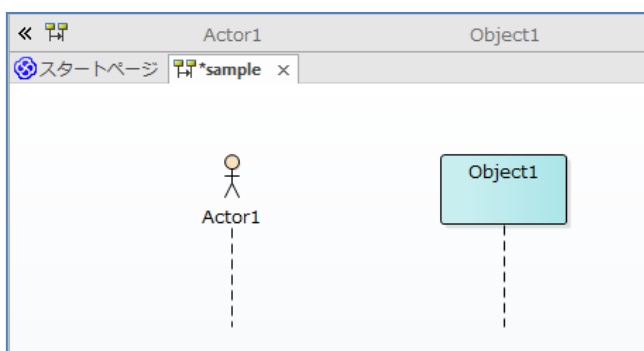 « Actor1 Object1
スタートページ *sample ×
Object1
Actor1